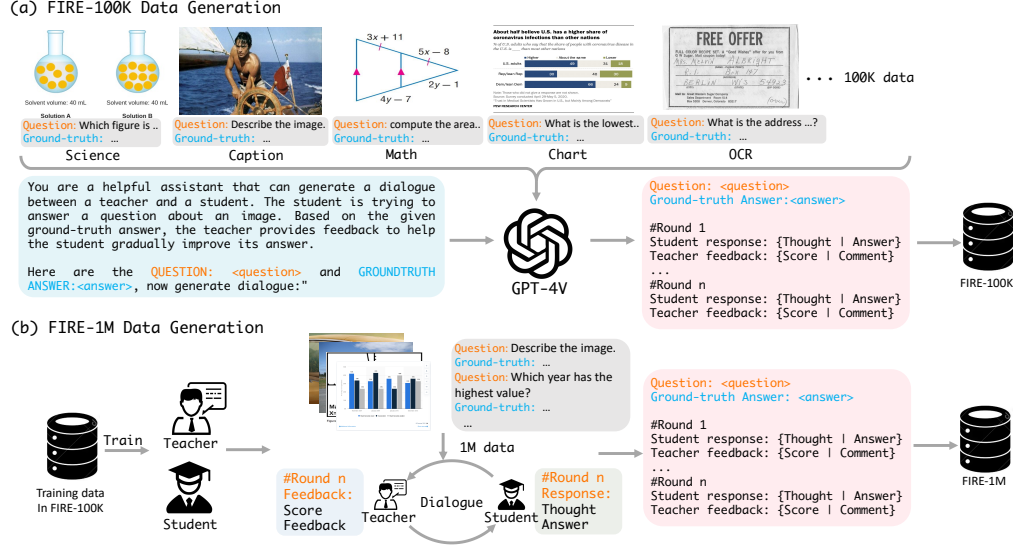 (a) FIRE-100K Data Generation
Solvent volume: 40 mL
Solution A
Solvent volume: 40 mL
Solution B
3x + 11
5x − 8
2y − 1
4y − 7
About half believe U.S. has a higher share of
coronavirus infections than other nations
U.S. adults
Rep/lean Rep
Dem/lean Dem
PEW RESEARCH CENTER
FREE OFFER
... 100K data
Question: Which figure is ..
Ground-truth: ...
Question: Describe the image.
Ground-truth: ...
Question: compute the area..
Ground-truth: ...
Question: What is the lowest..
Ground-truth: ...
Question: What is the address ...?
Ground-truth: ...
Science
Caption
Math
Chart
OCR
You are a helpful assistant that can generate a dialogue
between a teacher and a student. The student is trying to
answer a question about an image. Based on the given
ground-truth answer, the teacher provides feedback to help
the student gradually improve its answer.
Here are the QUESTION: <question> and GROUNDTRUTH
ANSWER:<answer>, now generate dialogue:"
GPT-4V
Question: <question>
Ground-truth Answer:<answer>
#Round 1
Student response: {Thought | Answer}
Teacher feedback: {Score | Comment}
...
#Round n
Student response: {Thought | Answer}
Teacher feedback: {Score | Comment}
FIRE-100K
(b) FIRE-1M Data Generation
Training data
In FIRE-100K
Train
Teacher
Student
Question: Describe the image.
Ground-truth: ...
Question: Which year has the
highest value?
Ground-truth: ...
...
1M data
#Round n
Feedback:
Score
Feedback
Teacher
Dialogue
Student
#Round n
Response:
Thought
Answer
Question: <question>
Ground-truth Answer: <answer>
#Round 1
Student response: {Thought | Answer}
Teacher feedback: {Score | Comment}
...
#Round n
Student response: {Thought | Answer}
Teacher feedback: {Score | Comment}
FIRE-1M